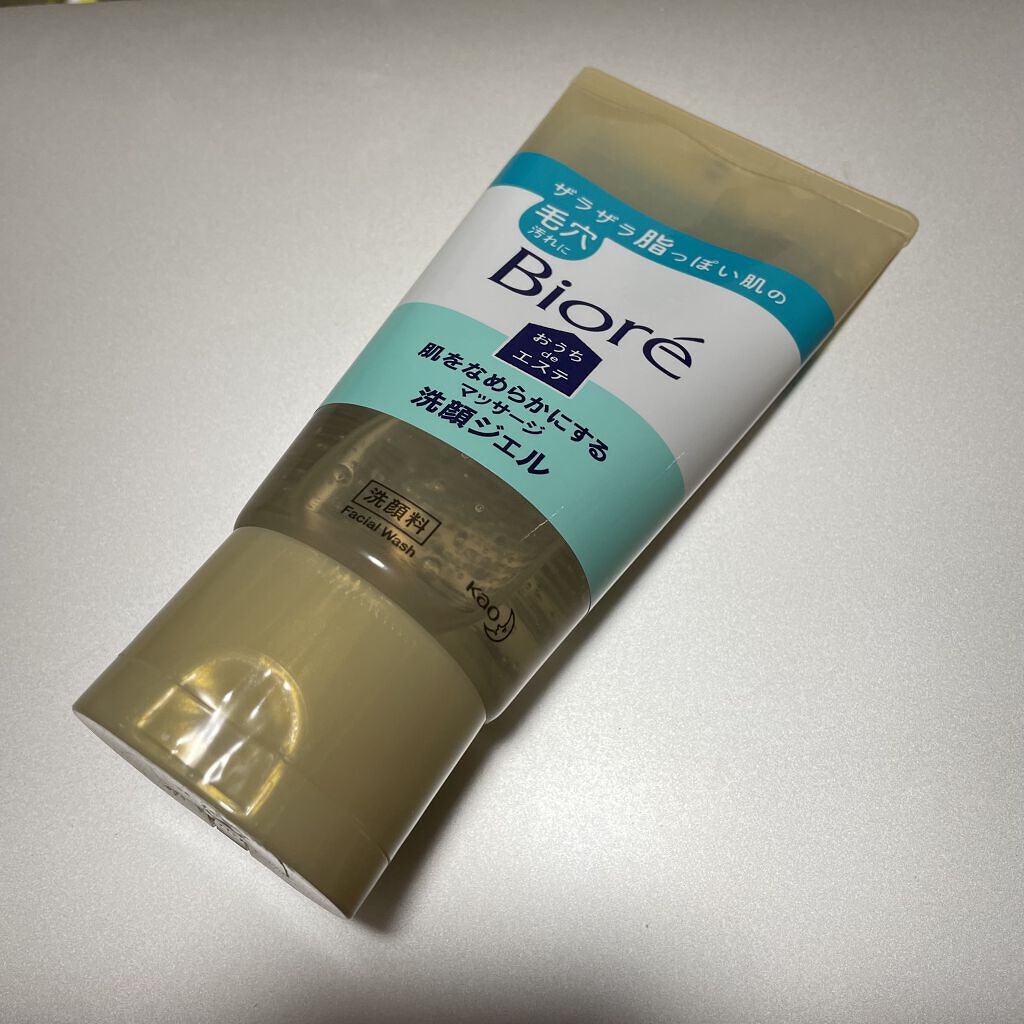 ザラザラ脂っぽい肌の
毛穴
汚れに
Bioré
おうち
de
エステ
肌をなめらかにする
マッサージ
洗顔ジェル
洗顔料
Facial Wash
Kao